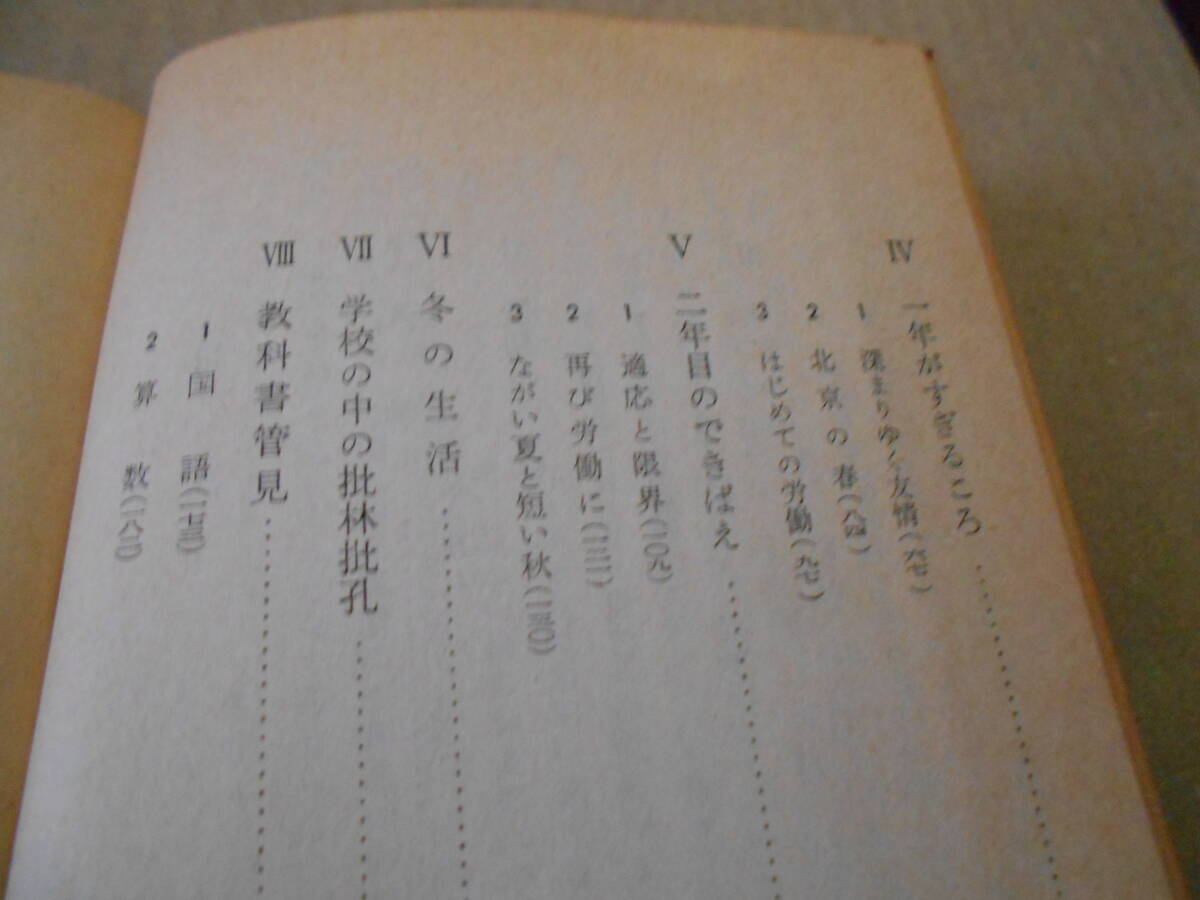 Ⅳ 一年がすぎるころ……………
1 深まりゆく友情(六七)
2 北京の春(八四)
3 はじめての労働(九七)
Ⅴ 二年目のできばえ……………
1 適応と限界(一〇九)
2 再び労働に(一二一)
3 ながい夏と短い秋(一三〇)
Ⅵ 冬の生活……………
Ⅶ 学校の中の批林批孔……………
Ⅷ 教科書管見……………
1 国語(一七三)
2 算数(一八二)